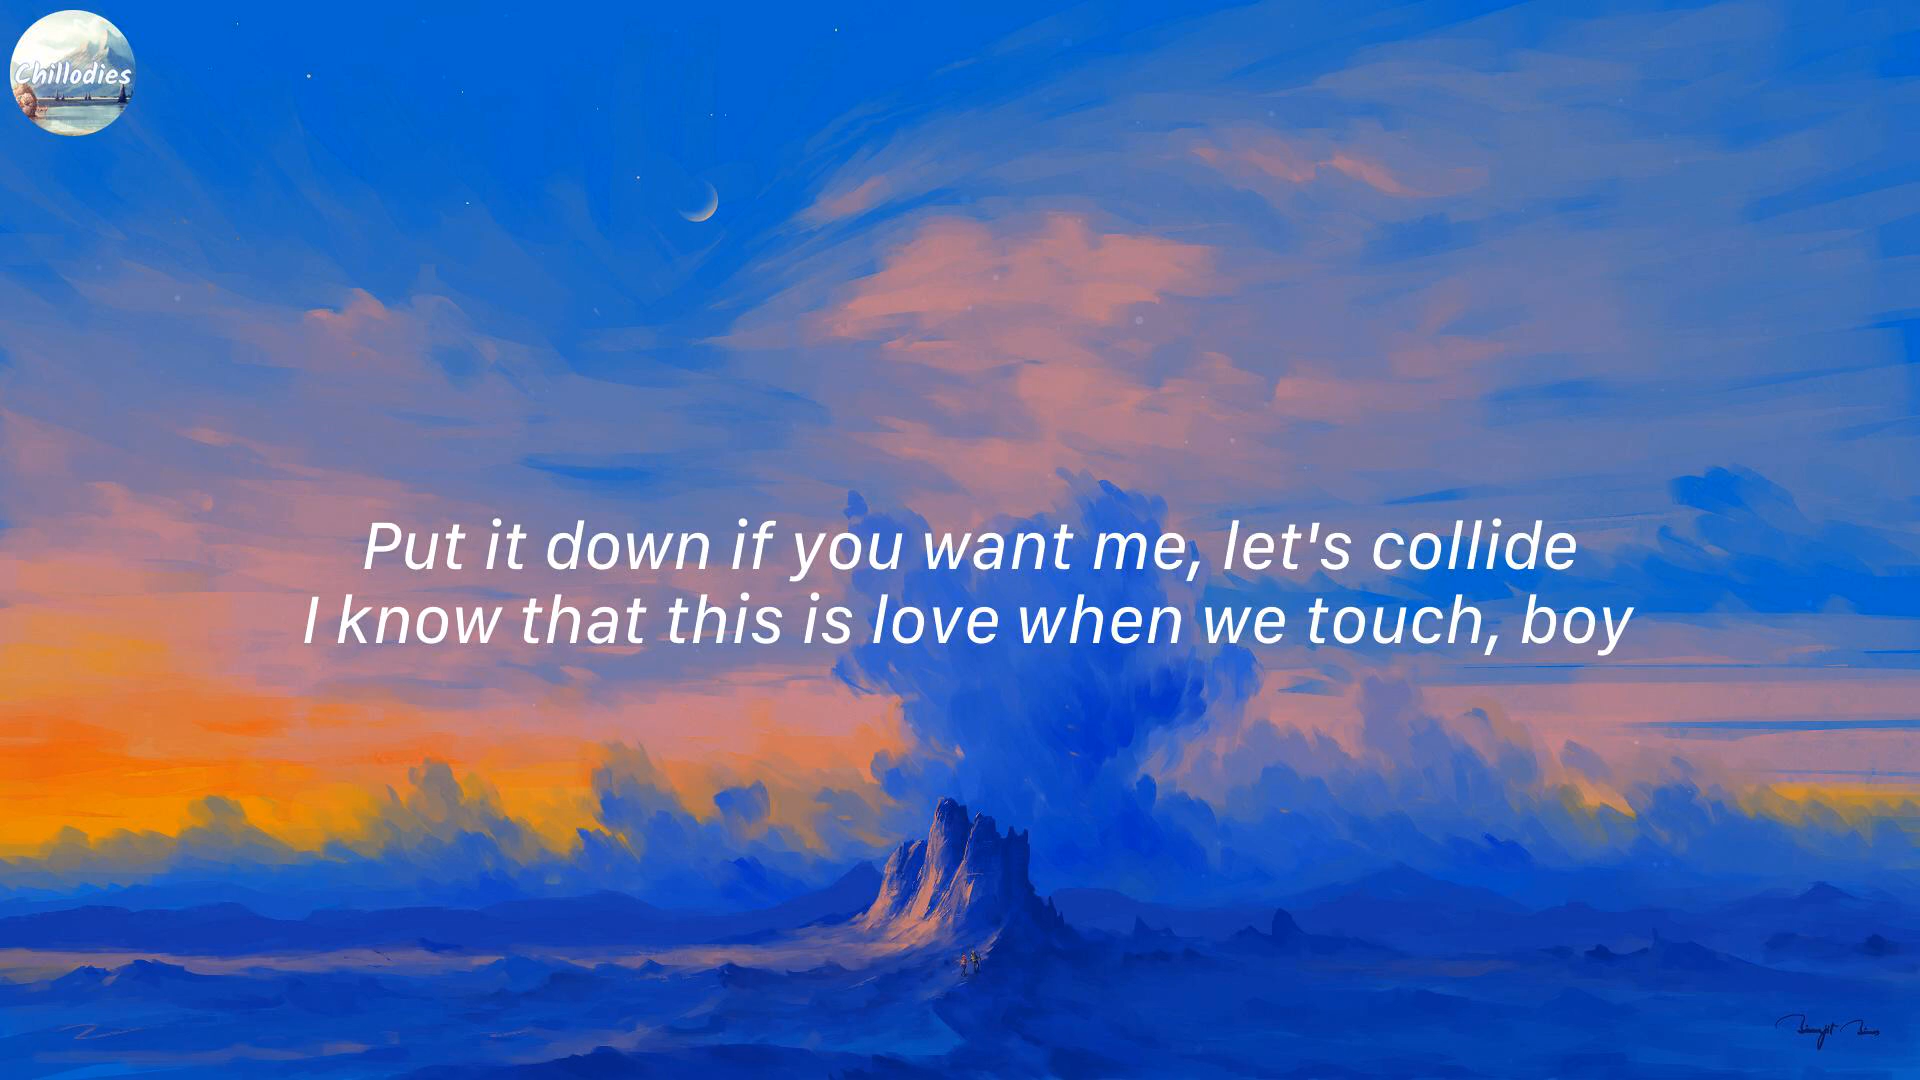 Chillodies
Put it down if you want me, let's collide
I know that this is love when we touch, boy